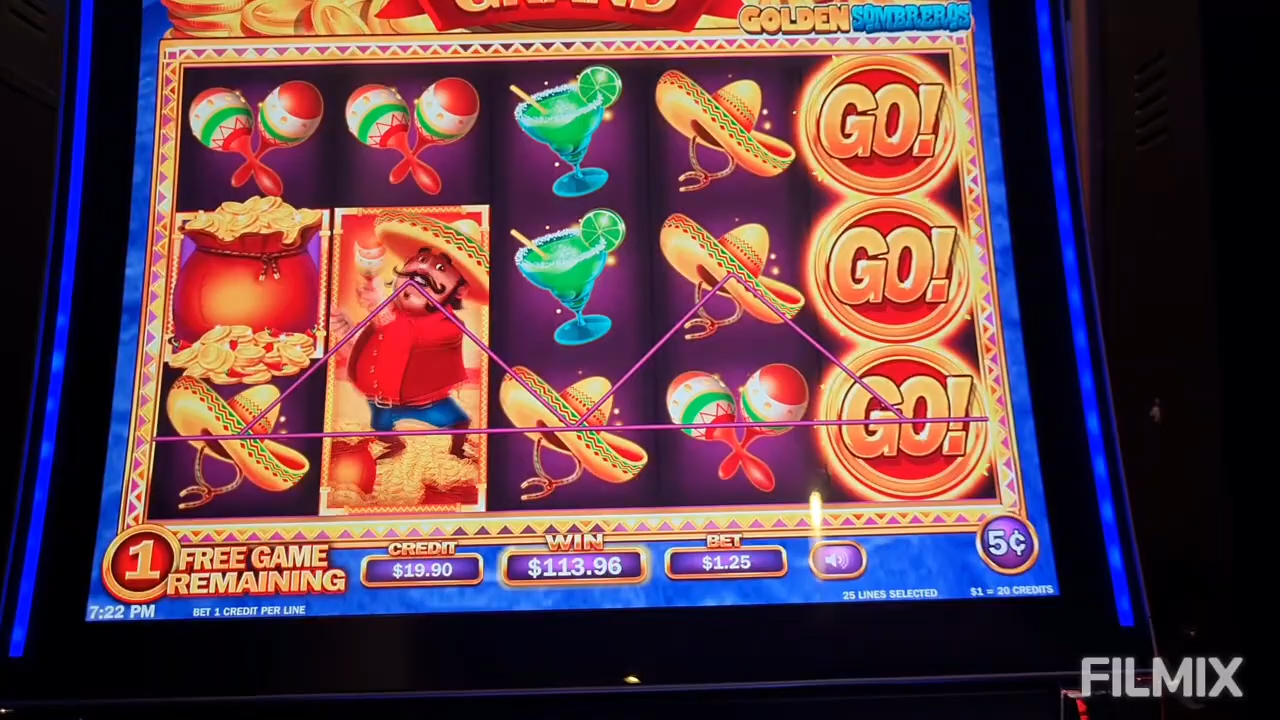 GRAND
GOLDEN SOMBREROS
GO!
GO!
GO!
1 FREE GAME REMAINING
CREDIT
$19.90
WIN
$113.96
BET
$1.25
5¢
7:22 PM
BET 1 CREDIT PER LINE
25 LINES SELECTED
$1 = 20 CREDITS
FILMIX